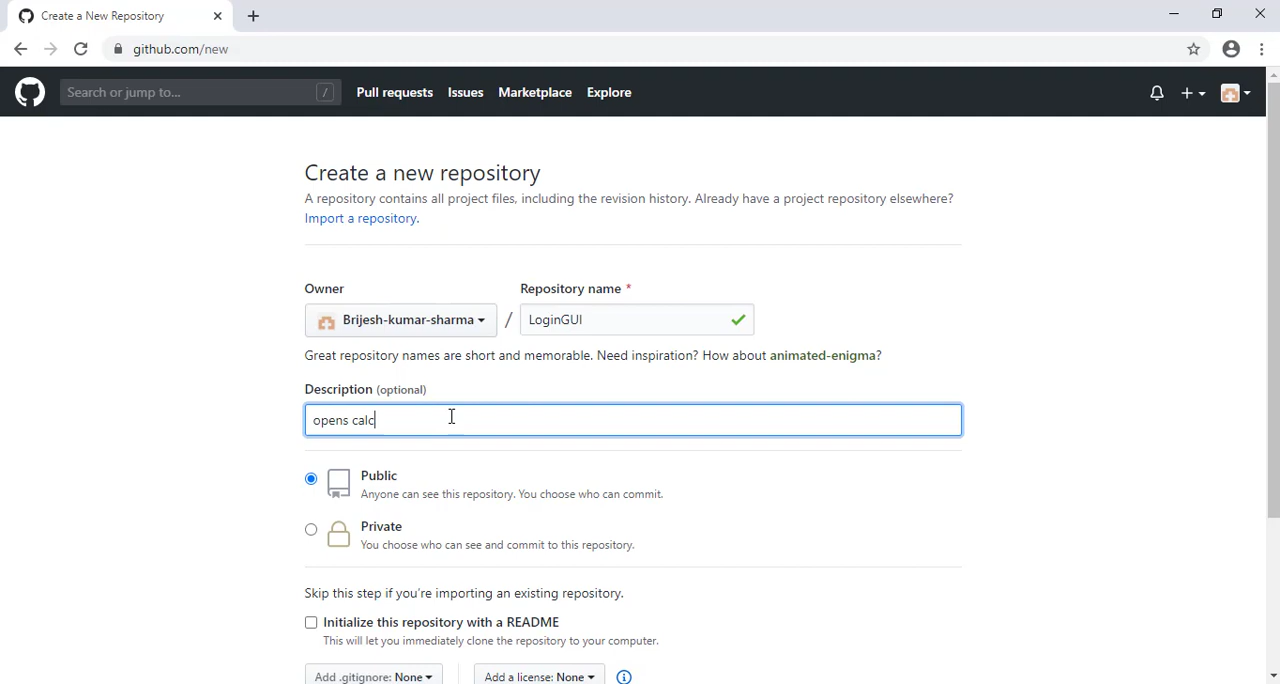 Create a New Repository
github.com/new
Search or jump to... /
Pull requests Issues Marketplace Explore
Create a new repository
A repository contains all project files, including the revision history. Already have a project repository elsewhere?
Import a repository.
Owner Repository name *
Brijesh-kumar-sharma / LoginGUI
Great repository names are short and memorable. Need inspiration? How about animated-enigma?
Description (optional)
opens calc
Public
Anyone can see this repository. You choose who can commit.
Private
You choose who can see and commit to this repository.
Skip this step if you're importing an existing repository.
Initialize this repository with a README
This will let you immediately clone the repository to your computer.
Add .gitignore: None Add a license: None